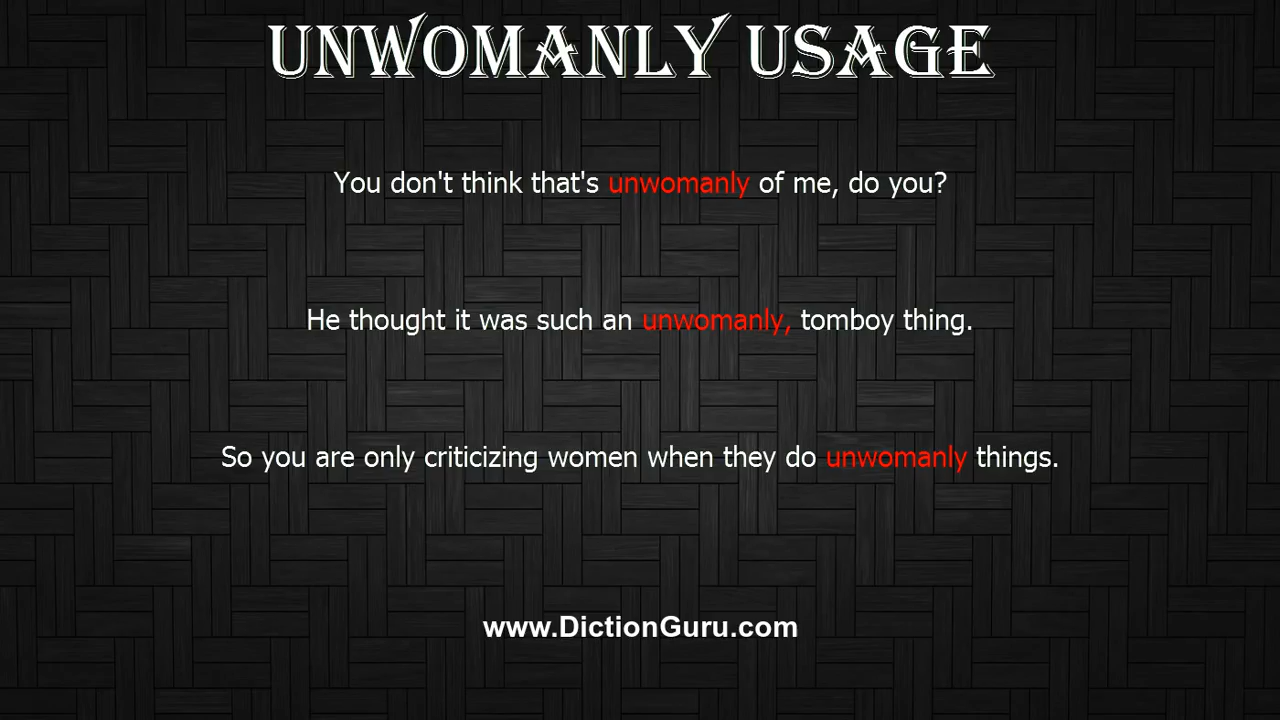 UNWOMANLY USAGE
You don't think that's unwomanly of me, do you?
He thought it was such an unwomanly, tomboy thing.
So you are only criticizing women when they do unwomanly things.
www.DictionGuru.com